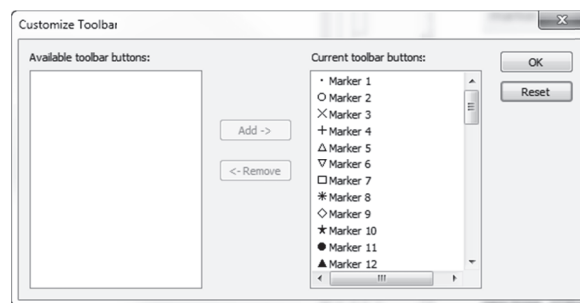 Customize Toolbar
Available toolbar buttons:
Current toolbar buttons:
Marker 1
Marker 2
Marker 3
Marker 4
Marker 5
Marker 6
Marker 7
Marker 8
Marker 9
Marker 10
Marker 11
Marker 12
Add ->
<- Remove
OK
Reset